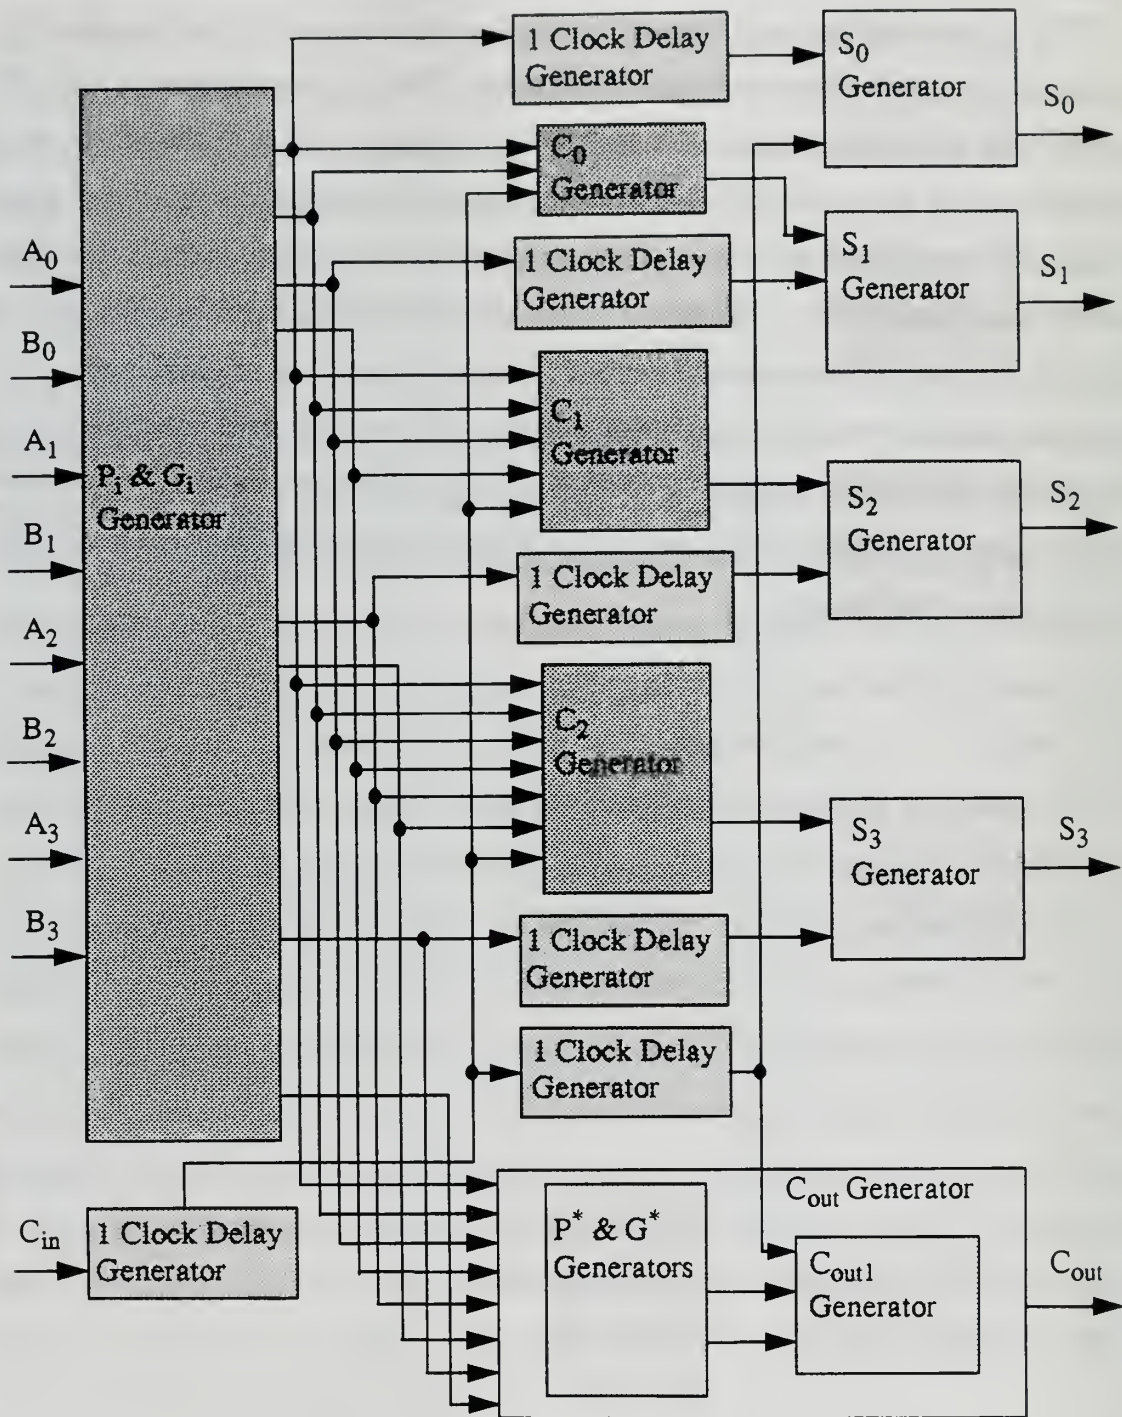 1 Clock Delay
Generator
S0
Generator
S0
C0
Generator
A0
1 Clock Delay
Generator
S1
Generator
S1
B0
A1
C1
Generator
Pi & Gi
Generator
S2
Generator
S2
B1
1 Clock Delay
Generator
A2
B2
C2
Generator
A3
S3
Generator
S3
B3
1 Clock Delay
Generator
1 Clock Delay
Generator
Cin
1 Clock Delay
Generator
Cout Generator
P* & G*
Generators
Cout1
Generator
Cout